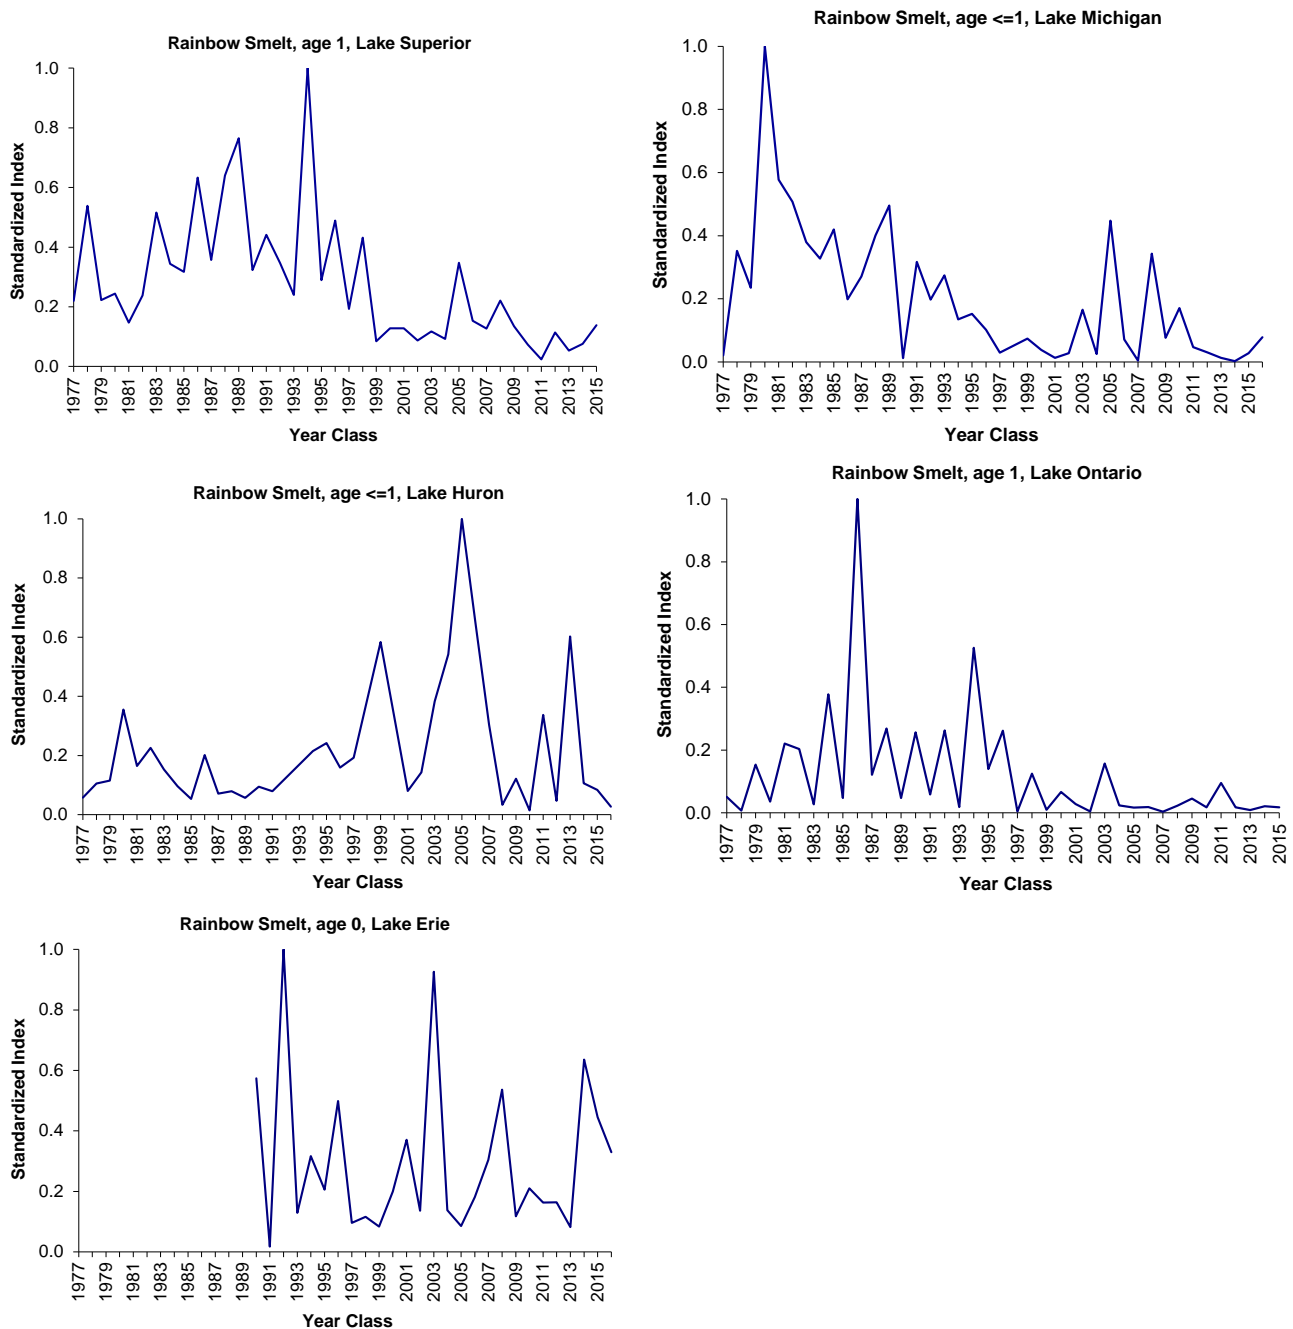 Rainbow Smelt, age 1, Lake Superior
Standardized Index
1.0
0.8
0.6
0.4
0.2
0.0
1977 1979 1981 1983 1985 1987 1989 1991 1993 1995 1997 1999 2001 2003 2005 2007 2009 2011 2013 2015
Year Class
Rainbow Smelt, age <=1, Lake Michigan
Standardized Index
1.0
0.8
0.6
0.4
0.2
0.0
1977 1979 1981 1983 1985 1987 1989 1991 1993 1995 1997 1999 2001 2003 2005 2007 2009 2011 2013 2015
Year Class
Rainbow Smelt, age <=1, Lake Huron
Standardized Index
1.0
0.8
0.6
0.4
0.2
0.0
1977 1979 1981 1983 1985 1987 1989 1991 1993 1995 1997 1999 2001 2003 2005 2007 2009 2011 2013 2015
Year Class
Rainbow Smelt, age 1, Lake Ontario
Standardized Index
1.0
0.8
0.6
0.4
0.2
0.0
1977 1979 1981 1983 1985 1987 1989 1991 1993 1995 1997 1999 2001 2003 2005 2007 2009 2011 2013 2015
Year Class
Rainbow Smelt, age 0, Lake Erie
Standardized Index
1.0
0.8
0.6
0.4
0.2
0.0
1977 1979 1981 1983 1985 1987 1989 1991 1993 1995 1997 1999 2001 2003 2005 2007 2009 2011 2013 2015
Year Class